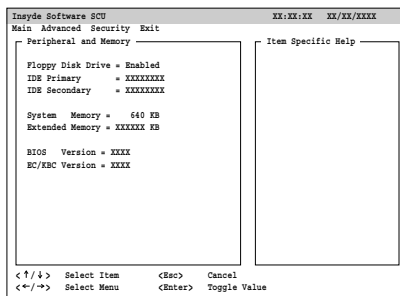 Insyde Software SCU XX:XX:XX XX/XX/XXXX
Main Advanced Security Exit
Peripheral and Memory
Item Specific Help
Floppy Disk Drive = Enabled
IDE Primary = XXXXXXXX
IDE Secondary = XXXXXXXX
System Memory = 640 KB
Extended Memory = XXXXXX KB
BIOS Version = XXXX
EC/KBC Version = XXXX
<↑/↓> Select Item <Esc> Cancel
<←/→> Select Menu <Enter> Toggle Value